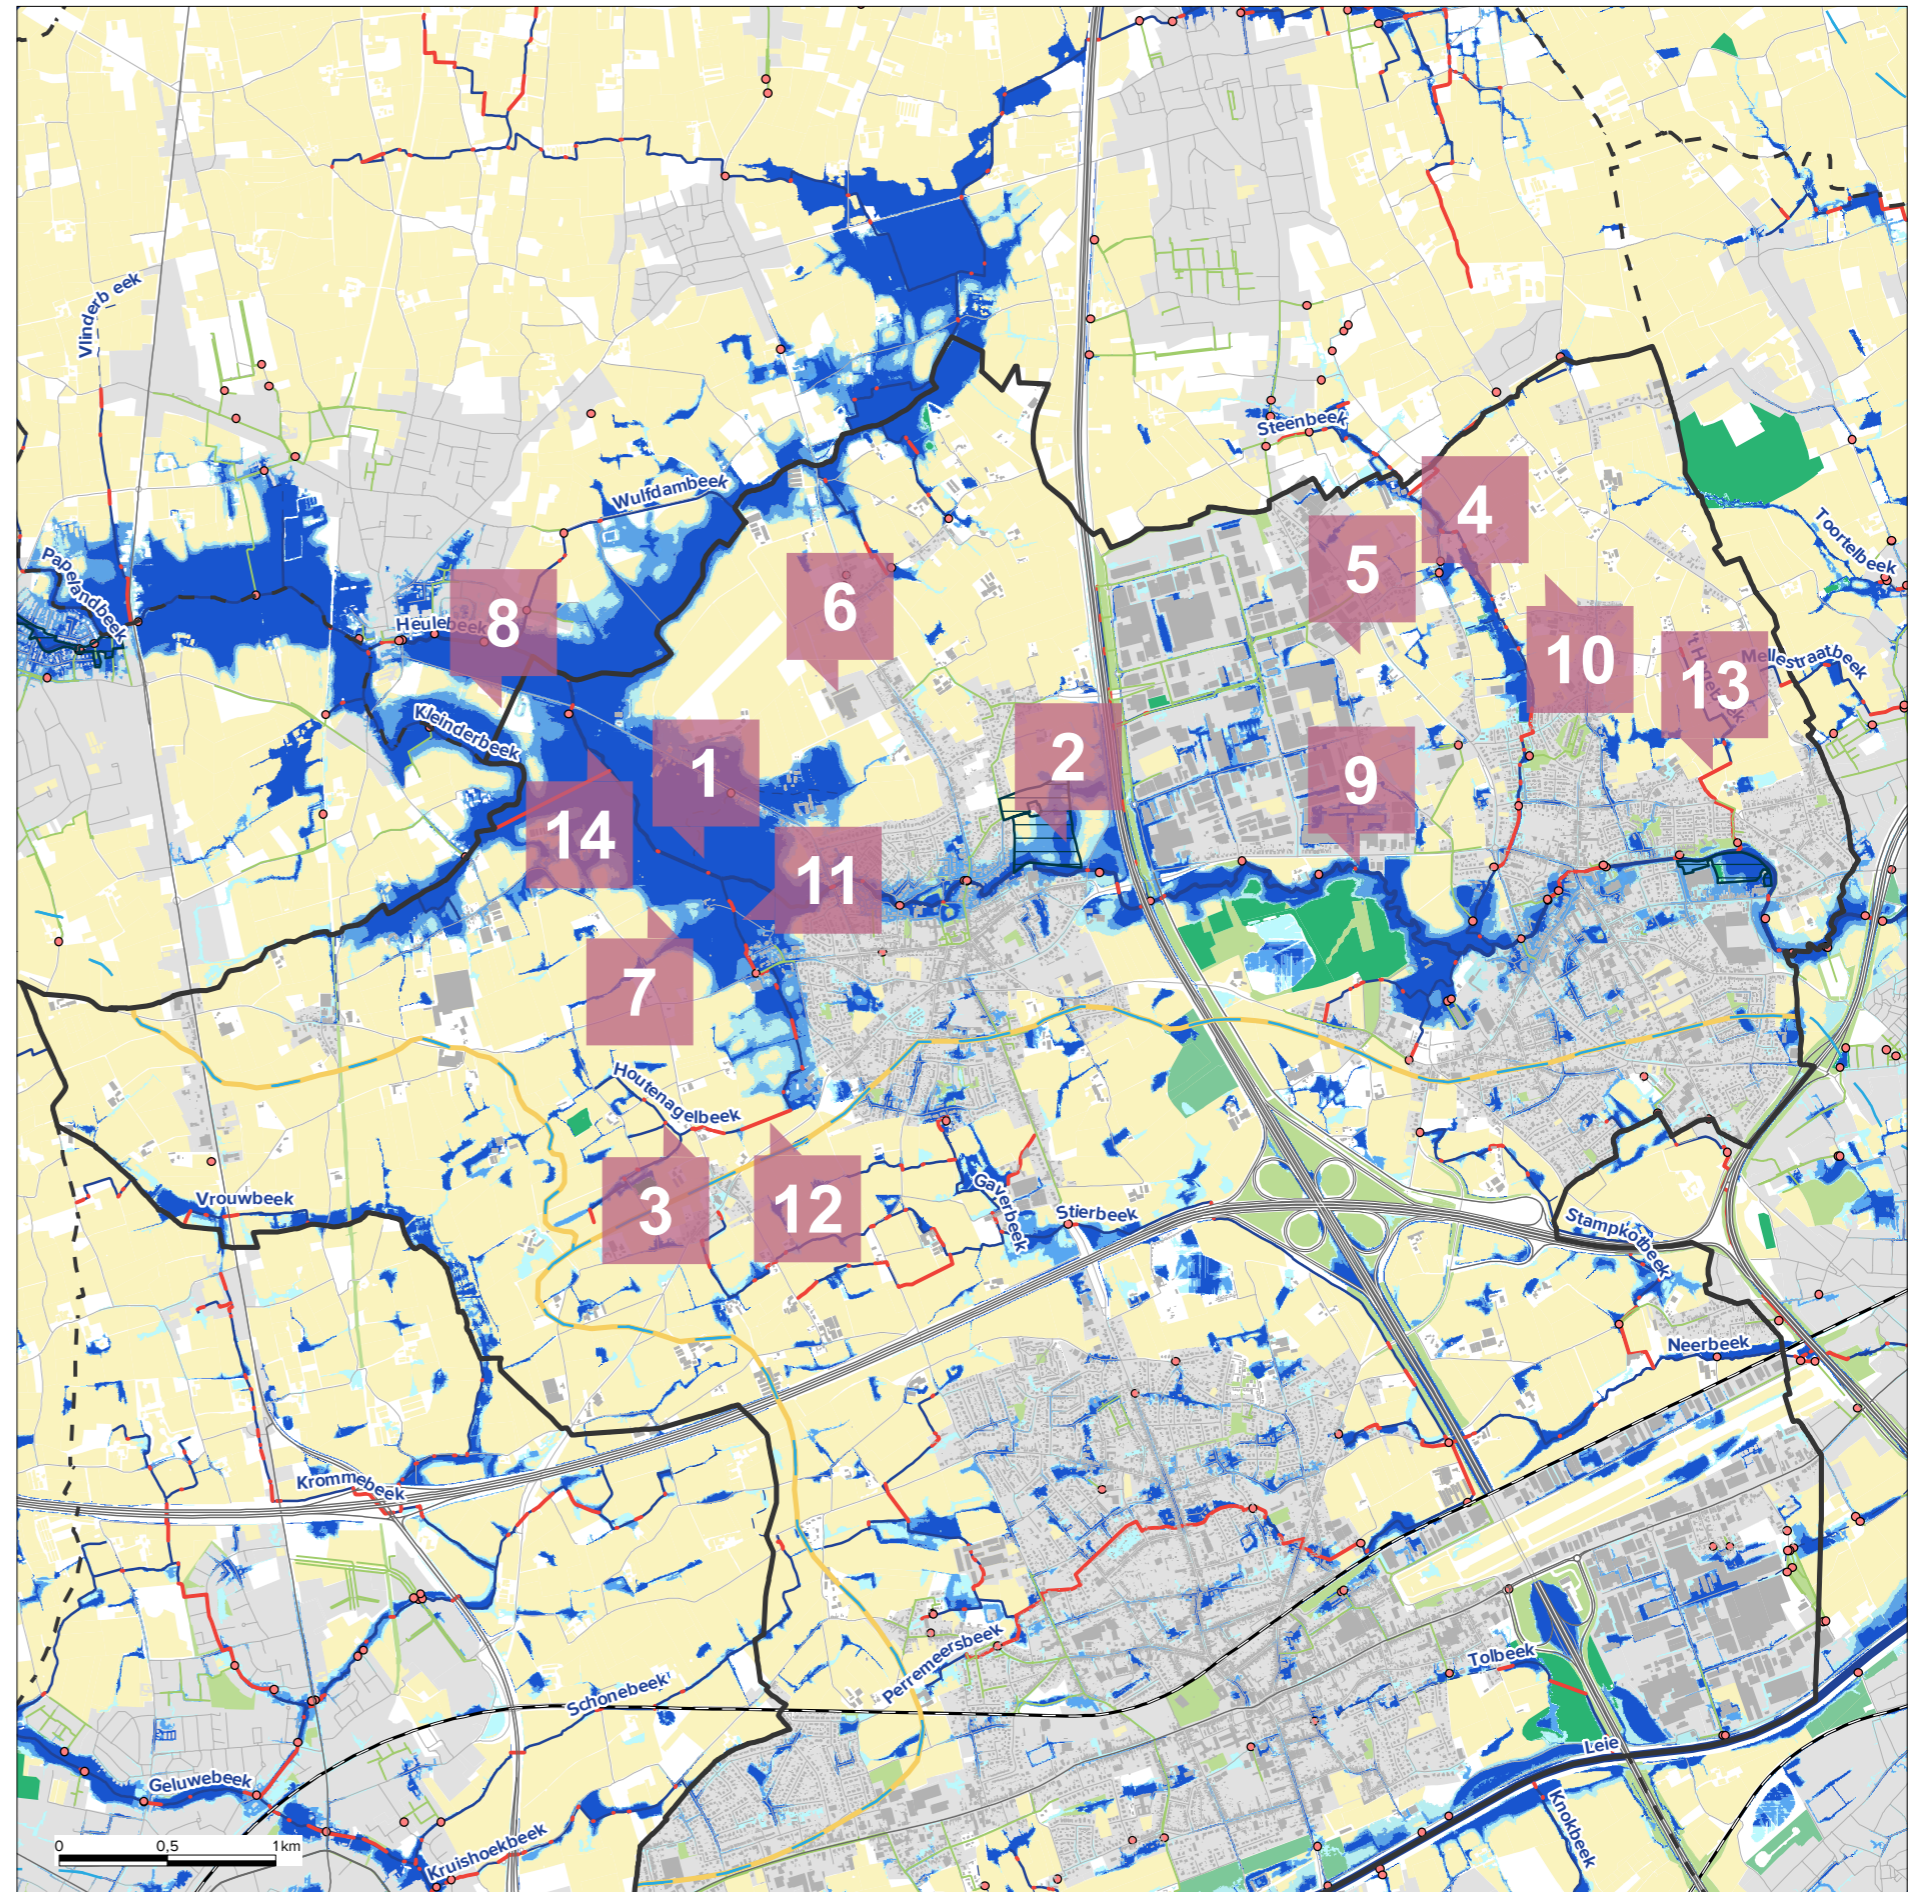 Vlinderb eek
Steenbeek
Wulfdambeek
4
Toortelbeek
5
Papelandbeek
6
8
Heulebeek
10
Mellestraatbeek
13
Kleinderbeek
1
2
9
14
11
7
Houtenagelbeek
3
12
Vrouwbeek
Gaverbeek
Stierbeek
Stampkotbeek
Neerbeek
Krommebeek
Perremeersbeek
Tolbeek
Schonebeek
Leie
Geluwebeek
Knokbeek
Kruishoekbeek
0 0,5 1km